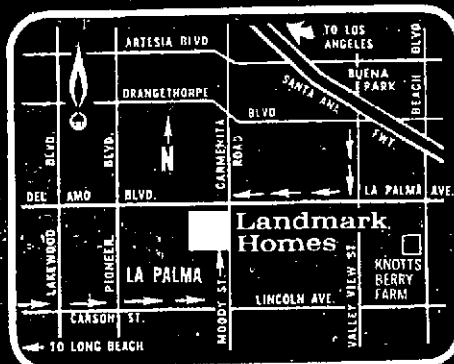 TO LOS
ANGELES
ARTESIA BLVD
BLVD.
BUENA
PARK
BEACH
ORANGETHORPE
BLVD
SANTA ANA
FWY.
BLVD.
BLVD.
N
CARMENITA
ROAD
DEL AMO BLVD.
LA PALMA AVE.
Landmark
Homes
LAKEWOOD
PIONEER
LA PALMA
MOODY ST.
VALLEY VIEW ST.
KNOTTS
BERRY
FARM
LINCOLN AVE.
CARSON ST.
TO LONG BEACH